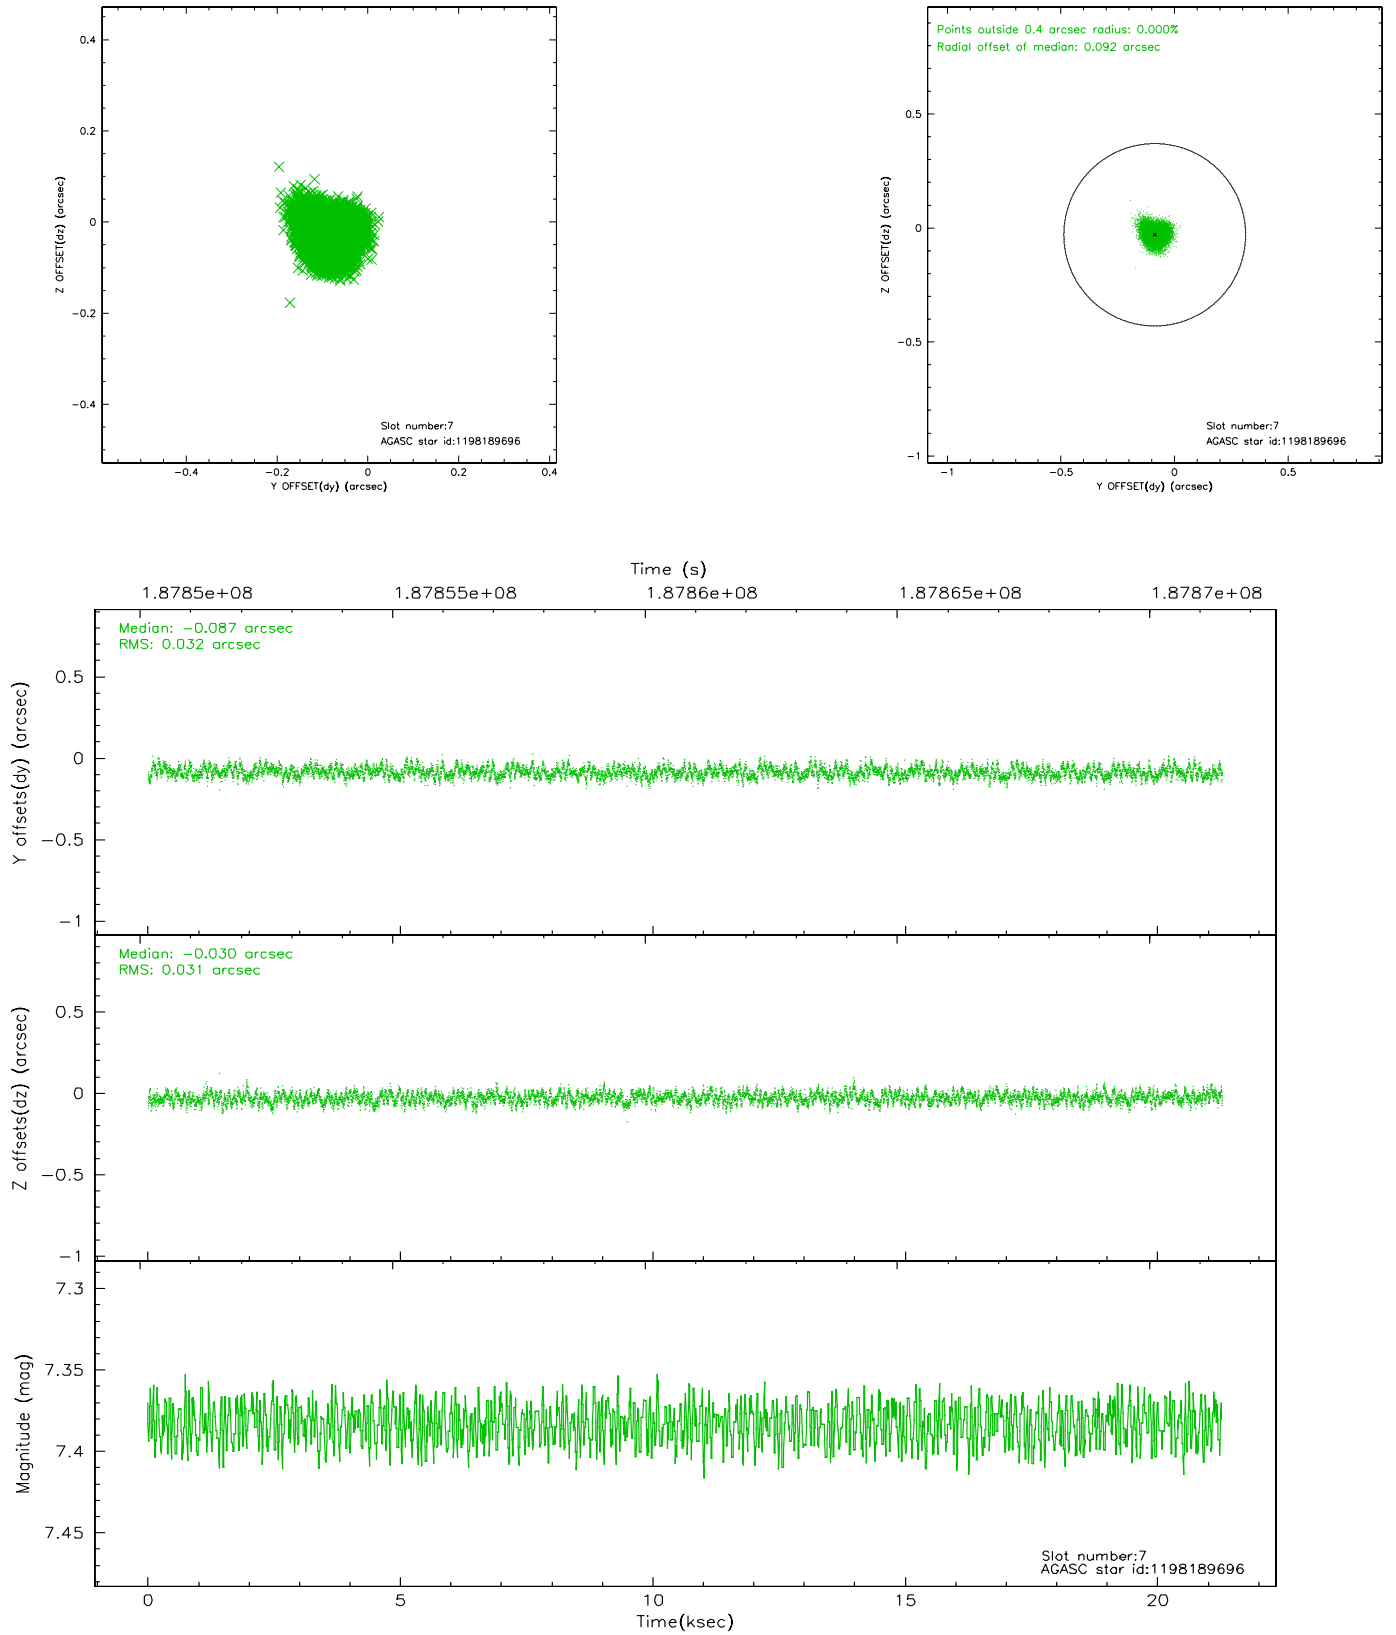 0.4
0.2
0
-0.2
-0.4
Z OFFSET(dz) (arcsec)
Slot number:7
AGASC star id:1198189696
-0.4 -0.2 0 0.2 0.4
Y OFFSET(dy) (arcsec)
Points outside 0.4 arcsec radius: 0.000%
Radial offset of median: 0.092 arcsec
0.5
0
-0.5
-1
Z OFFSET(dz) (arcsec)
Slot number:7
AGASC star id:1198189696
-1 -0.5 0 0.5
Y OFFSET(dy) (arcsec)
Time (s)
1.8785e+08 1.87855e+08 1.8786e+08 1.87865e+08 1.8787e+08
Median: -0.087 arcsec
RMS: 0.032 arcsec
0.5
0
-0.5
-1
Y offsets(dy) (arcsec)
Median: -0.030 arcsec
RMS: 0.031 arcsec
0.5
0
-0.5
-1
Z offsets(dz) (arcsec)
7.3
7.35
7.4
7.45
Magnitude (mag)
Slot number:7
AGASC star id:1198189696
0 5 10 15 20
Time(ksec)